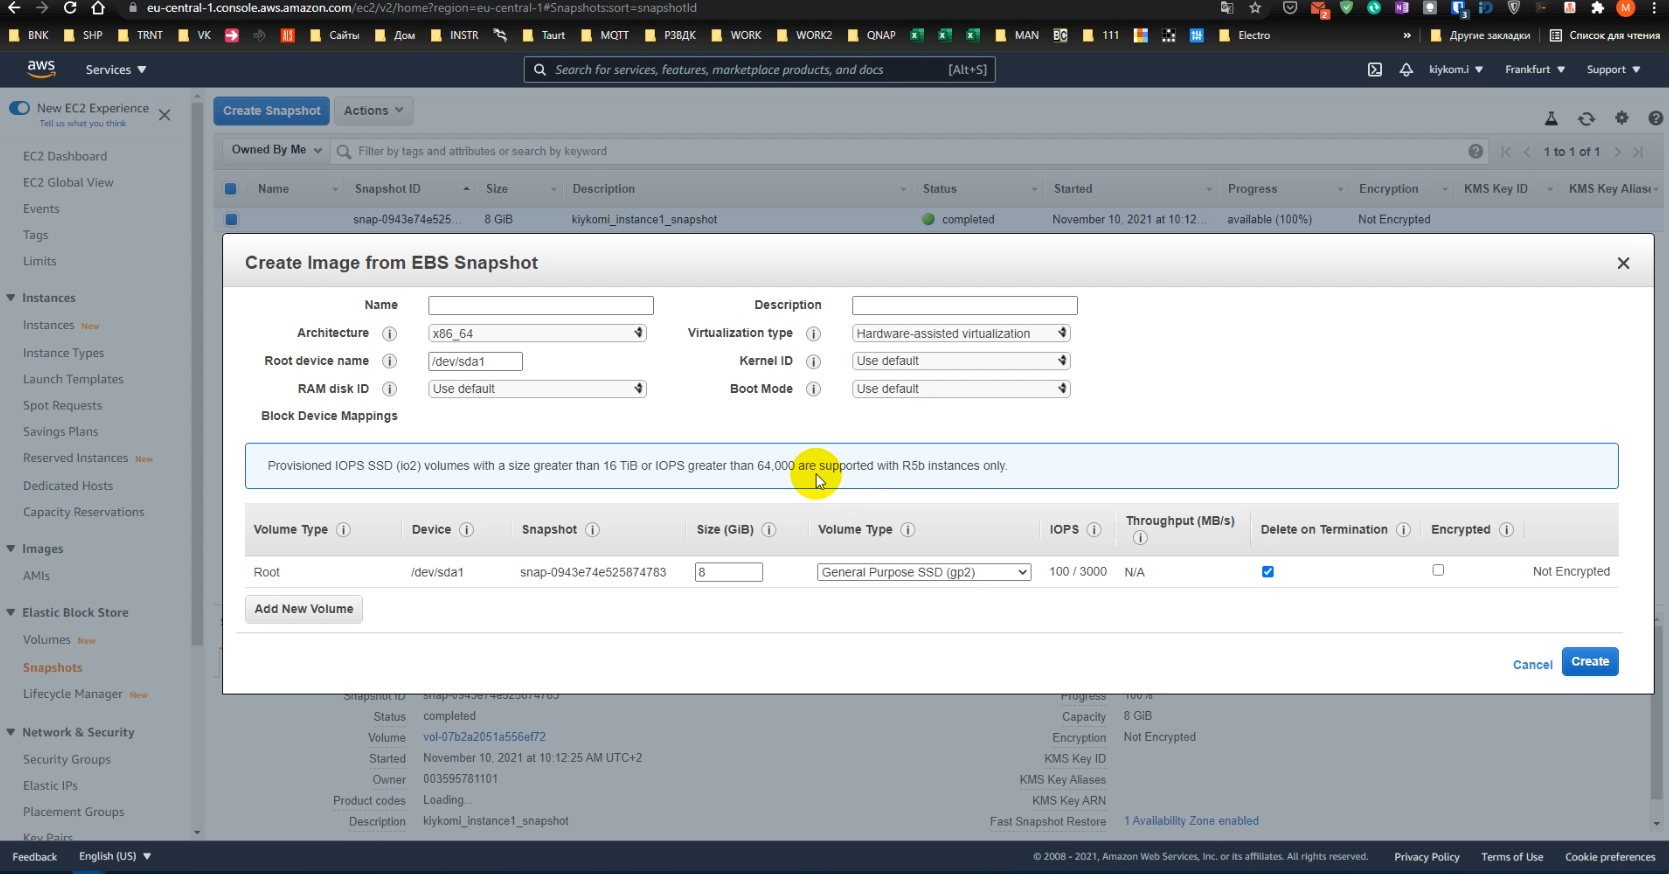 eu-central-1.console.aws.amazon.com/ec2/v2/home?region=eu-central-1#Snapshots:sort=snapshotId
2
3
M
BNK SHP TRNT VK Сайты Дом INSTR Taurt MQTT РЗВДК WORK WORK2 QNAP MAN BC 111 Electro » Другие закладки Список для чтения
aws Services Search for services, features, marketplace products, and docs [Alt+S] kiykom.i Frankfurt Support
New EC2 Experience
Tell us what you think
EC2 Dashboard
EC2 Global View
Events
Tags
Limits
Instances
Instances New
Instance Types
Launch Templates
Spot Requests
Savings Plans
Reserved Instances New
Dedicated Hosts
Capacity Reservations
Images
AMIs
Elastic Block Store
Volumes New
Snapshots
Lifecycle Manager New
Network & Security
Security Groups
Elastic IPs
Placement Groups
Key Pairs
Create Snapshot Actions
Owned By Me Filter by tags and attributes or search by keyword 1 to 1 of 1
Name Snapshot ID Size Description Status Started Progress Encryption KMS Key ID KMS Key Alias
snap-0943e74e525... 8 GiB kiykomi_instance1_snapshot completed November 10, 2021 at 10:12... available (100%) Not Encrypted
Create Image from EBS Snapshot
Name Description
Architecture x86_64 Virtualization type Hardware-assisted virtualization
Root device name /dev/sda1 Kernel ID Use default
RAM disk ID Use default Boot Mode Use default
Block Device Mappings
Provisioned IOPS SSD (io2) volumes with a size greater than 16 TiB or IOPS greater than 64,000 are supported with R5b instances only.
Volume Type Device Snapshot Size (GiB) Volume Type IOPS Throughput (MB/s) Delete on Termination Encrypted
Root /dev/sda1 snap-0943e74e525874783 8 General Purpose SSD (gp2) 100 / 3000 N/A Not Encrypted
Add New Volume
Cancel Create
Snapshot ID snap-0943e74e525874783 Progress 100%
Status completed Capacity 8 GiB
Volume vol-07b2a2051a556ef72 Encryption Not Encrypted
Started November 10, 2021 at 10:12:25 AM UTC+2 KMS Key ID
Owner 003595781101 KMS Key Aliases
Product codes Loading... KMS Key ARN
Description kiykomi_instance1_snapshot Fast Snapshot Restore 1 Availability Zone enabled
Feedback English (US) © 2008 - 2021, Amazon Web Services, Inc. or its affiliates. All rights reserved. Privacy Policy Terms of Use Cookie preferences